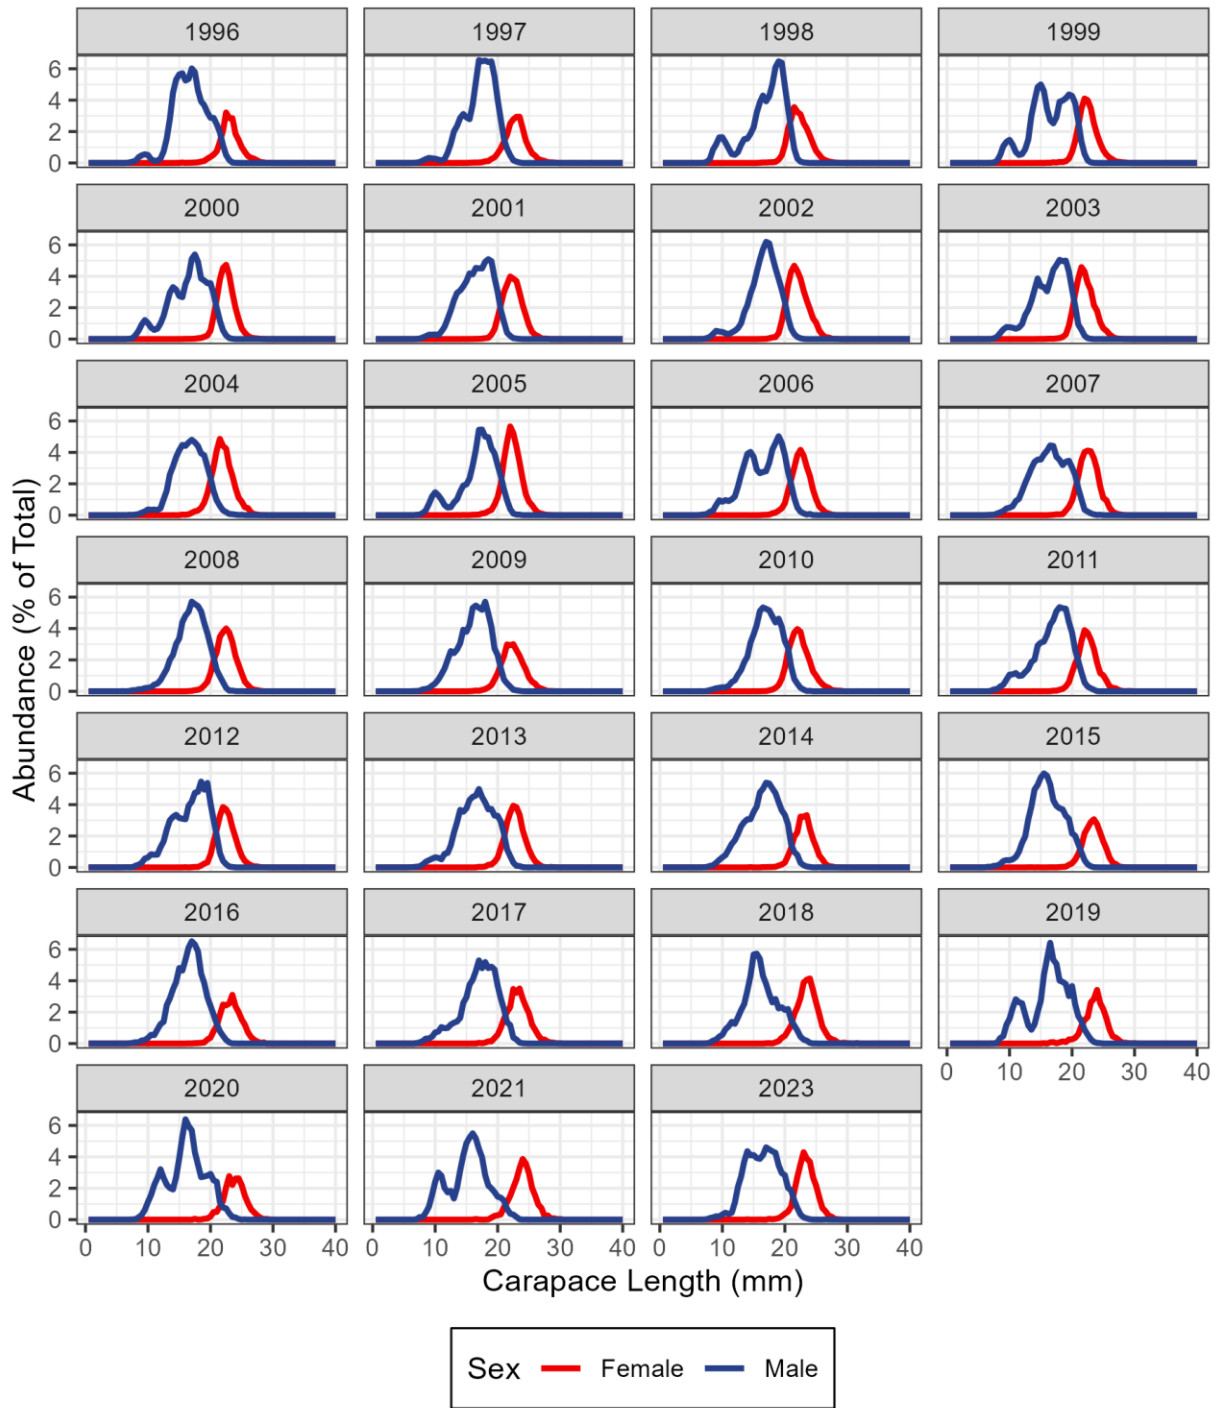 1996 1997 1998 1999
6
4
2
0
2000 2001 2002 2003
6
4
2
0
2004 2005 2006 2007
6
4
2
0
2008 2009 2010 2011
6
4
2
0
Abundance (% of Total)
2012 2013 2014 2015
6
4
2
0
2016 2017 2018 2019
6
4
2
0
0 10 20 30 40
2020 2021 2023
6
4
2
0
0 10 20 30 40 0 10 20 30 40 0 10 20 30 40
Carapace Length (mm)
Sex Female Male